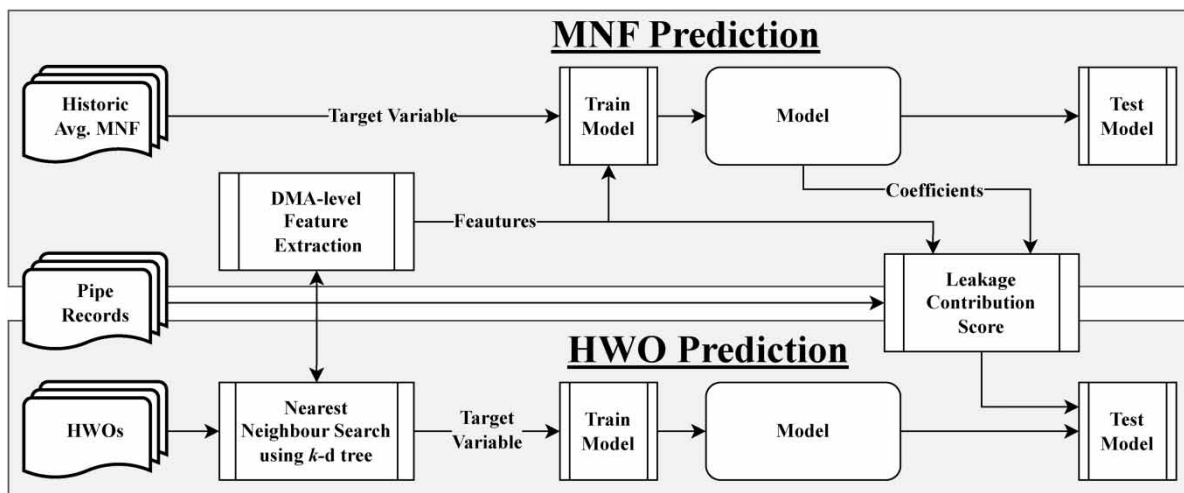 MNF Prediction
Historic
Avg. MNF
Target Variable
Train
Model
Model
Test
Model
DMA-level
Feature
Extraction
Feautures
Coefficients
Pipe
Records
Leakage
Contribution
Score
HWO Prediction
HWOs
Nearest
Neighbour Search
using k-d tree
Target
Variable
Train
Model
Model
Test
Model